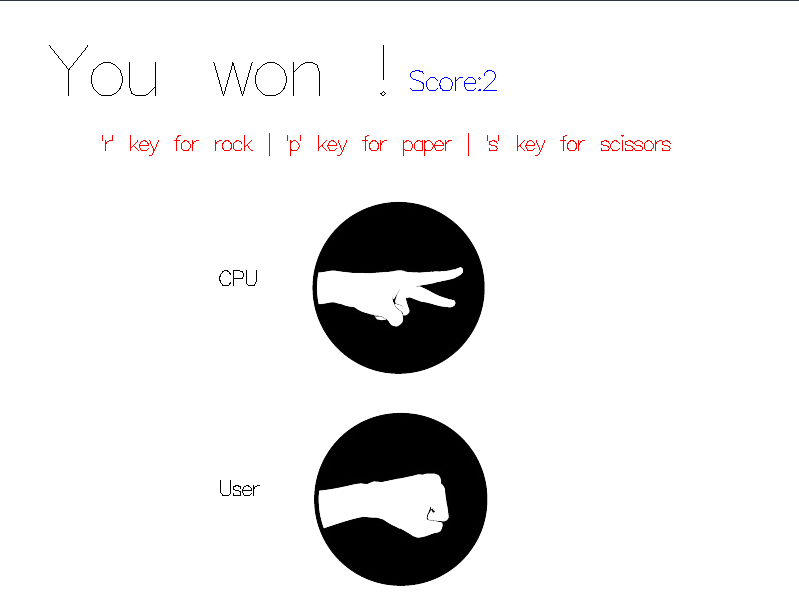 You won ! Score:2
'r' key for rock | 'p' key for paper | 's' key for scissors
CPU
User